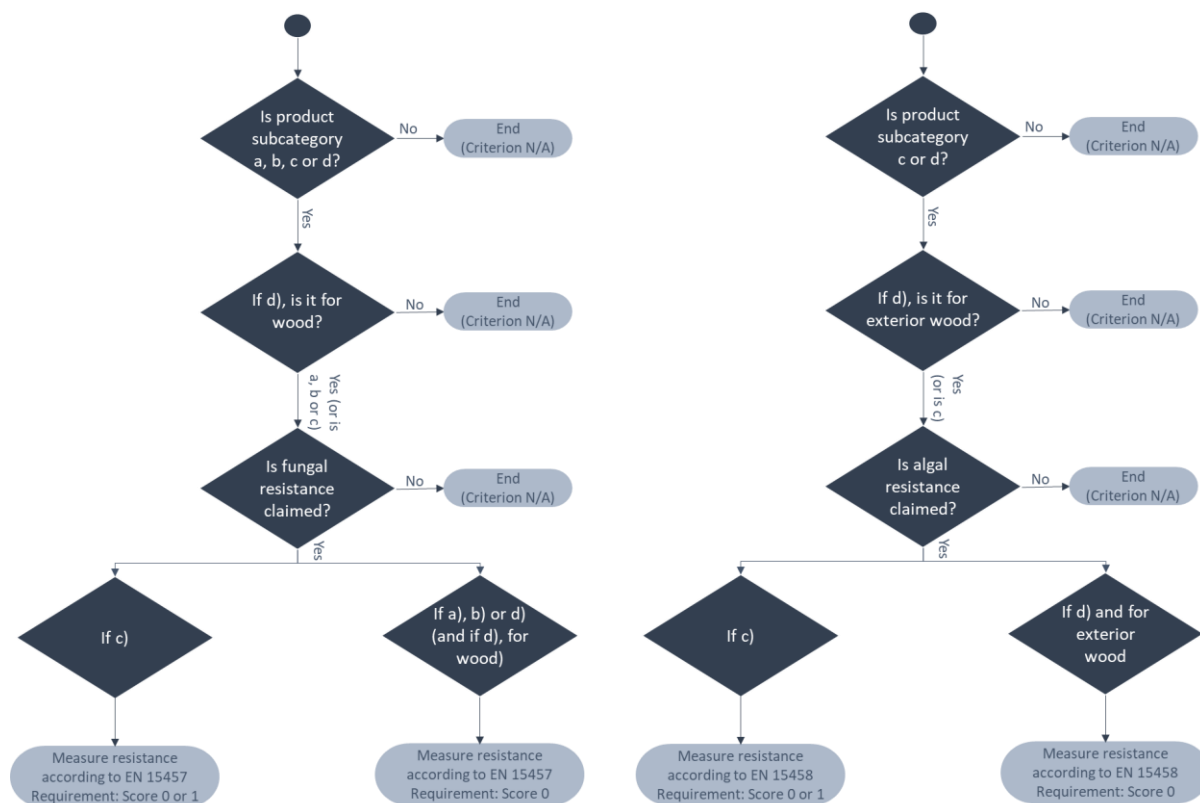 Is product
subcategory
a, b, c or d?
No
End
(Criterion N/A)
Yes
If d), is it for
wood?
No
End
(Criterion N/A)
Yes (or is
a, b or c)
Is fungal
resistance
claimed?
No
End
(Criterion N/A)
Yes
If c)
If a), b) or d)
(and if d), for
wood)
Measure resistance
according to EN 15457
Requirement: Score 0 or 1
Measure resistance
according to EN 15457
Requirement: Score 0
Is product
subcategory
c or d?
No
End
(Criterion N/A)
Yes
If d), is it for
exterior wood?
No
End
(Criterion N/A)
Yes
(or is c)
Is algal
resistance
claimed?
No
End
(Criterion N/A)
Yes
If c)
If d) and for
exterior
wood
Measure resistance
according to EN 15458
Requirement: Score 0 or 1
Measure resistance
according to EN 15458
Requirement: Score 0